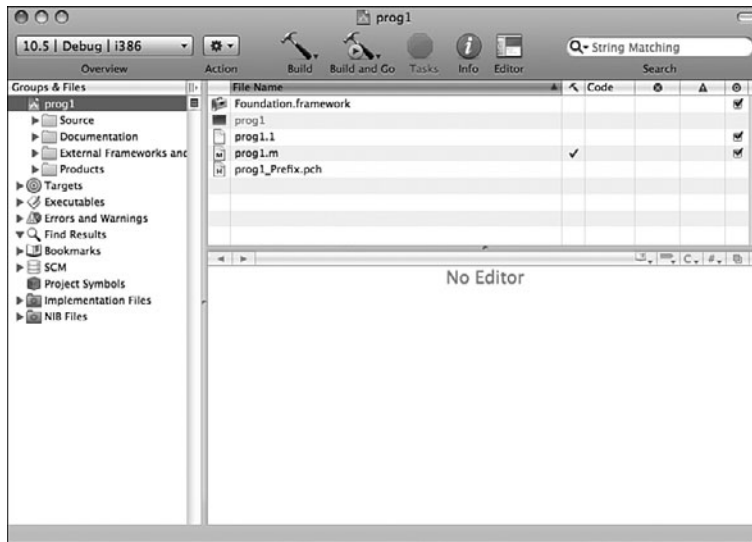 prog1
10.5 | Debug | i386
String Matching
Overview
Action
Build
Build and Go
Tasks
Info
Editor
Search
Groups & Files
File Name
Code
prog1
Source
Documentation
External Frameworks and
Products
Targets
Executables
Errors and Warnings
Find Results
Bookmarks
SCM
Project Symbols
Implementation Files
NIB Files
Foundation.framework
prog1
prog1.1
prog1.m
prog1_Prefix.pch
C
#
No Editor